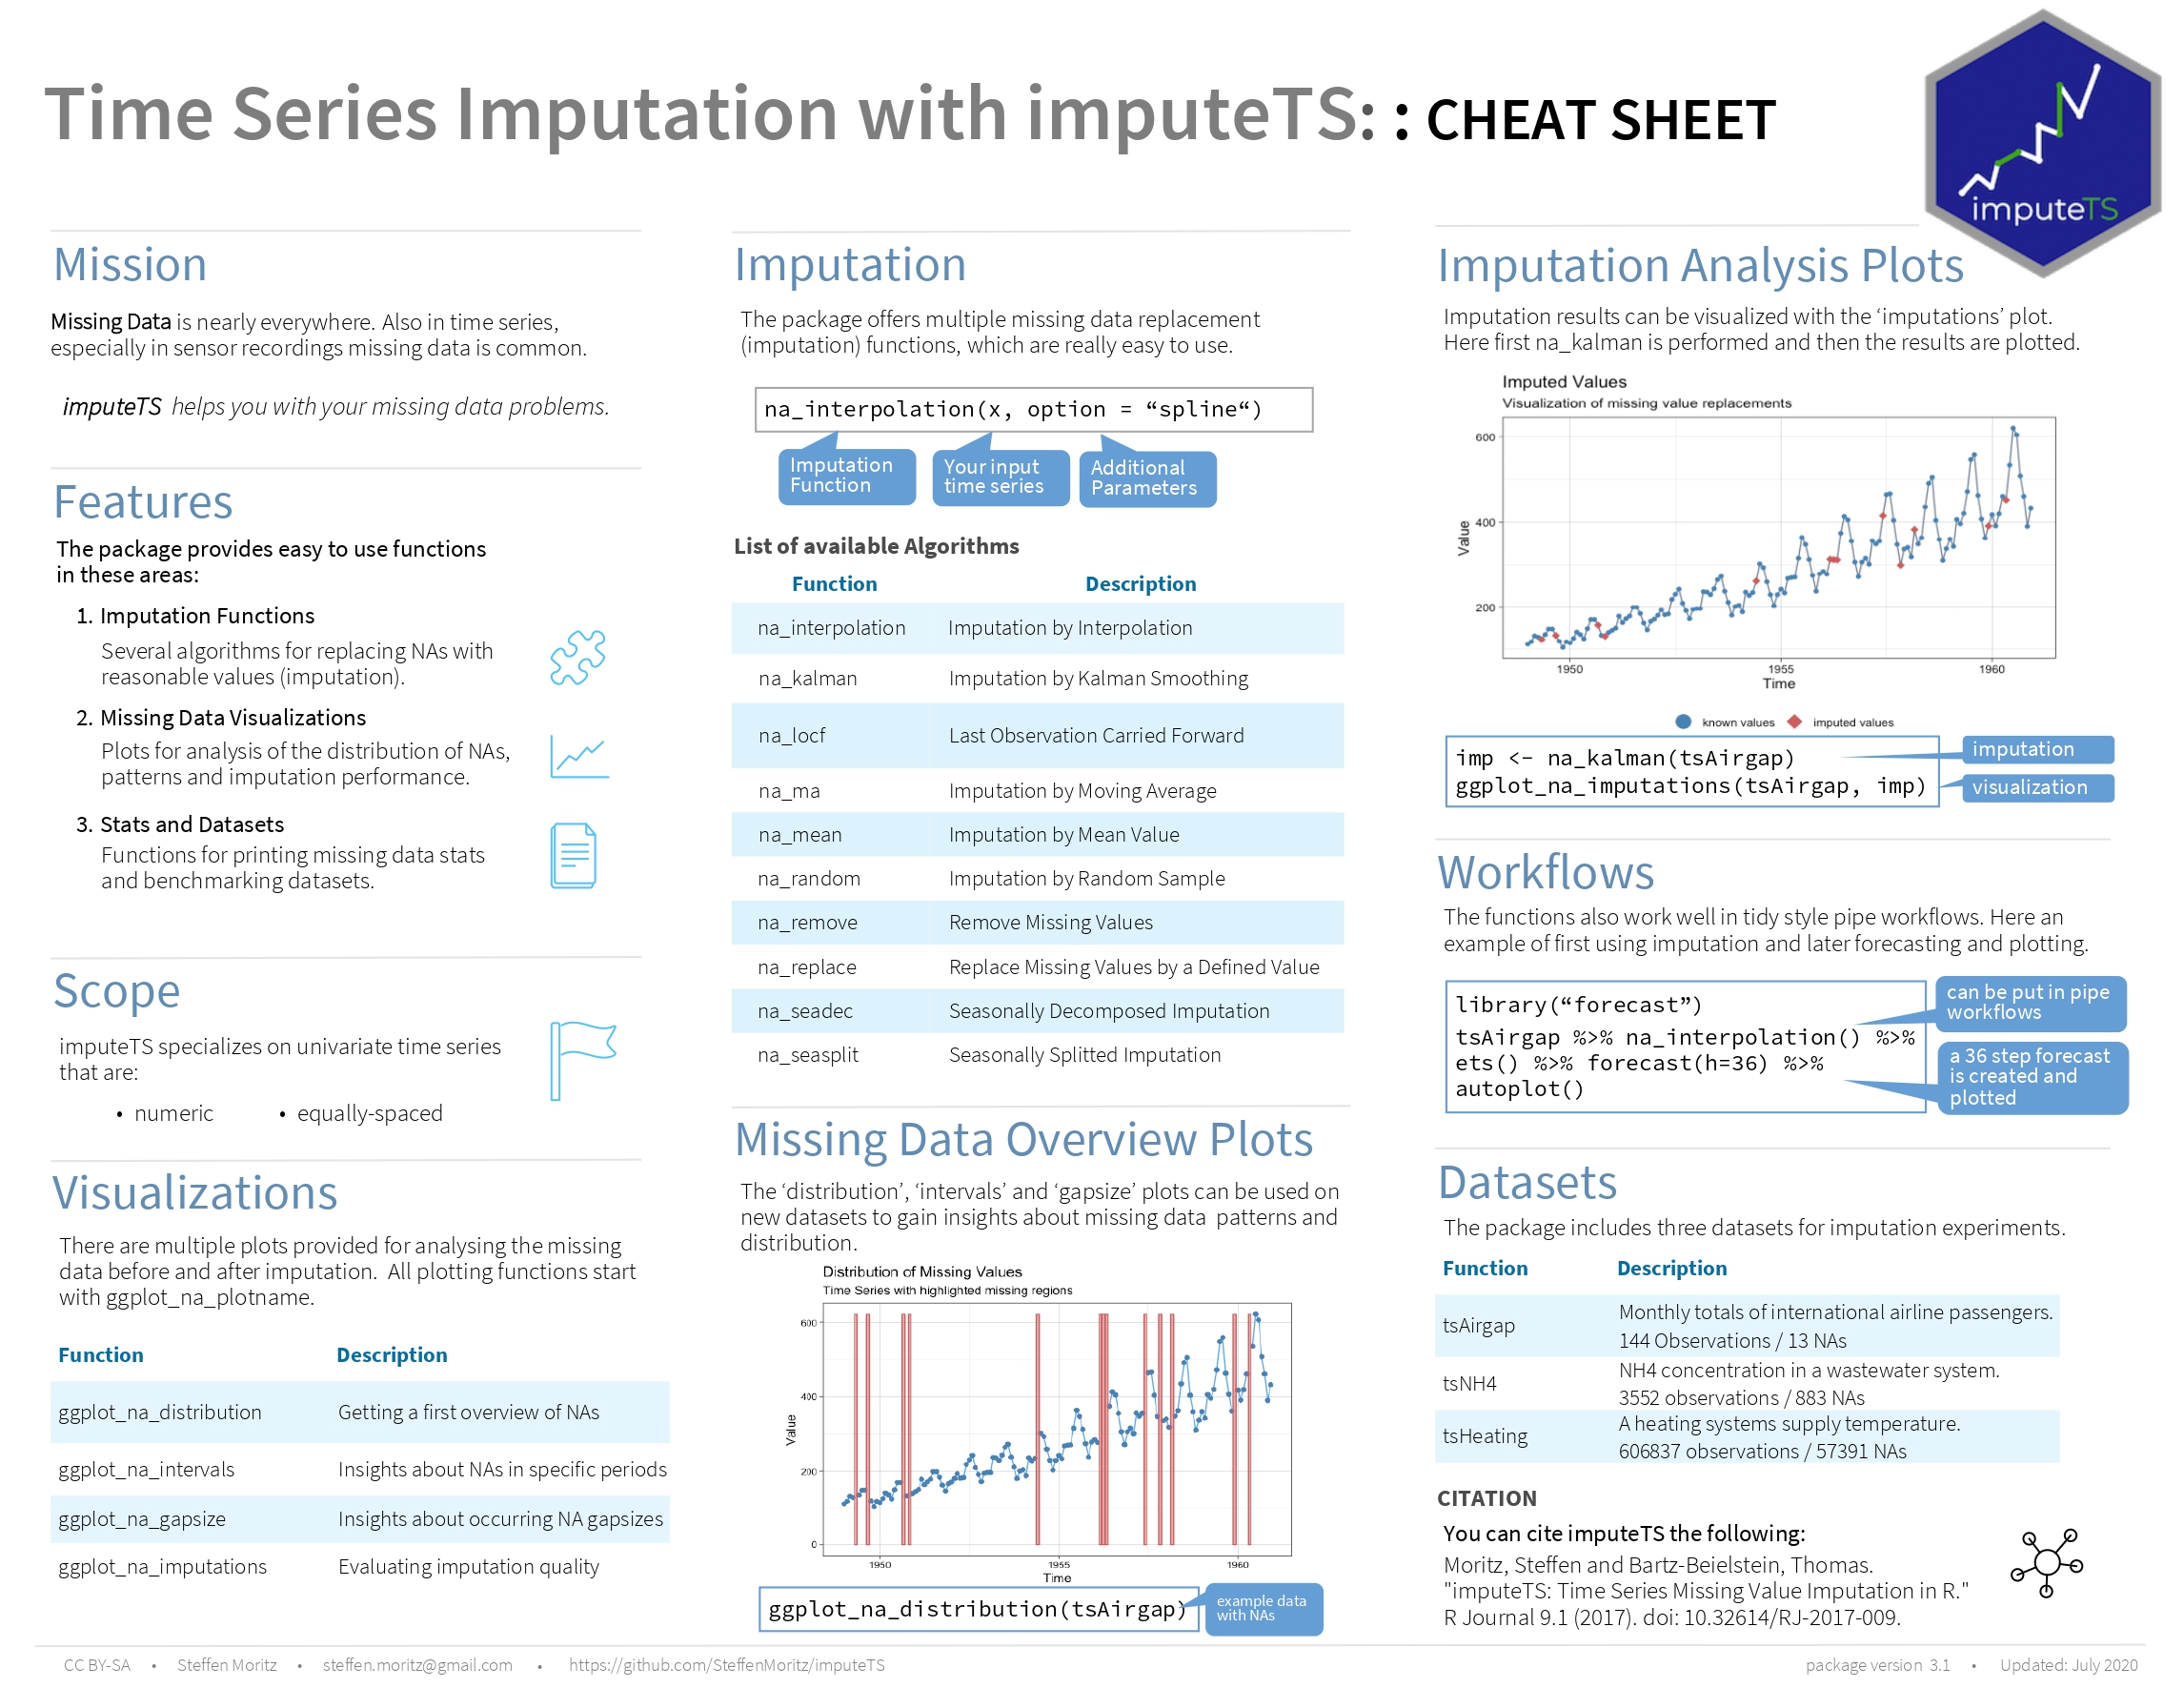 Time Series Imputation with imputeTS: : CHEAT SHEET
imputeTS
Mission
Missing Data is nearly everywhere. Also in time series,
especially in sensor recordings missing data is common.
imputeTS helps you with your missing data problems.
Features
The package provides easy to use functions
in these areas:
1. Imputation Functions
Several algorithms for replacing NAs with
reasonable values (imputation).
2. Missing Data Visualizations
Plots for analysis of the distribution of NAs,
patterns and imputation performance.
3. Stats and Datasets
Functions for printing missing data stats
and benchmarking datasets.
Scope
imputeTS specializes on univariate time series
that are:
• numeric • equally-spaced
Visualizations
There are multiple plots provided for analysing the missing
data before and after imputation. All plotting functions start
with ggplot_na_plotname.
Function Description
ggplot_na_distribution Getting a first overview of NAs
ggplot_na_intervals Insights about NAs in specific periods
ggplot_na_gapsize Insights about occurring NA gapsizes
ggplot_na_imputations Evaluating imputation quality
Imputation
The package offers multiple missing data replacement
(imputation) functions, which are really easy to use.
na_interpolation(x, option = “spline“)
Imputation
Function
Your input
time series
Additional
Parameters
List of available Algorithms
Function Description
na_interpolation Imputation by Interpolation
na_kalman Imputation by Kalman Smoothing
na_locf Last Observation Carried Forward
na_ma Imputation by Moving Average
na_mean Imputation by Mean Value
na_random Imputation by Random Sample
na_remove Remove Missing Values
na_replace Replace Missing Values by a Defined Value
na_seadec Seasonally Decomposed Imputation
na_seasplit Seasonally Splitted Imputation
Missing Data Overview Plots
The ‘distribution’, ‘intervals’ and ‘gapsize’ plots can be used on
new datasets to gain insights about missing data patterns and
distribution.
Distribution of Missing Values
Time Series with highlighted missing regions
600
400
200
0
Value
1950 1955 1960
Time
ggplot_na_distribution(tsAirgap)
example data
with NAs
Imputation Analysis Plots
Imputation results can be visualized with the ‘imputations’ plot.
Here first na_kalman is performed and then the results are plotted.
Imputed Values
Visualization of missing value replacements
600
400
200
Value
1950 1955 1960
Time
known values imputed values
imp <- na_kalman(tsAirgap)
ggplot_na_imputations(tsAirgap, imp)
imputation
visualization
Workflows
The functions also work well in tidy style pipe workflows. Here an
example of first using imputation and later forecasting and plotting.
library(“forecast”)
tsAirgap %>% na_interpolation() %>%
ets() %>% forecast(h=36) %>%
autoplot()
can be put in pipe
workflows
a 36 step forecast
is created and
plotted
Datasets
The package includes three datasets for imputation experiments.
Function Description
tsAirgap Monthly totals of international airline passengers.
144 Observations / 13 NAs
tsNH4 NH4 concentration in a wastewater system.
3552 observations / 883 NAs
tsHeating A heating systems supply temperature.
606837 observations / 57391 NAs
CITATION
You can cite imputeTS the following:
Moritz, Steffen and Bartz-Beielstein, Thomas.
"imputeTS: Time Series Missing Value Imputation in R."
R Journal 9.1 (2017). doi: 10.32614/RJ-2017-009.
CC BY-SA • Steffen Moritz • steffen.moritz@gmail.com • https://github.com/SteffenMoritz/imputeTS
package version 3.1 • Updated: July 2020